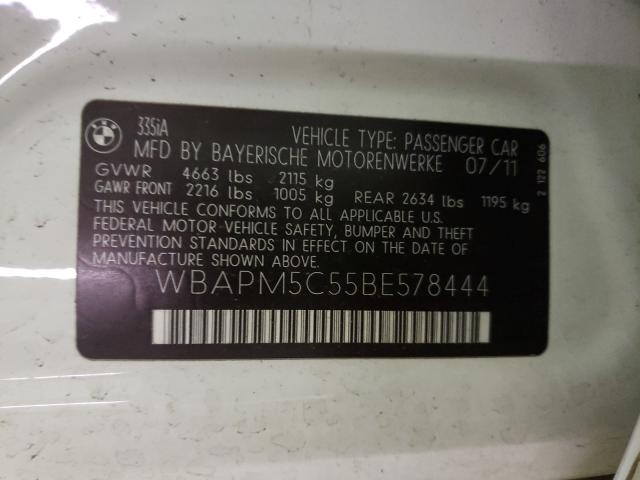 335iA
VEHICLE TYPE: PASSENGER CAR
MFD BY BAYERISCHE MOTORENWERKE 07/11
GVWR 4663 lbs 2115 kg
GAWR FRONT 2216 lbs 1005 kg REAR 2634 lbs 1195 kg
THIS VEHICLE CONFORMS TO ALL APPLICABLE U.S.
FEDERAL MOTOR VEHICLE SAFETY, BUMPER AND THEFT
PREVENTION STANDARDS IN EFFECT ON THE DATE OF
MANUFACTURE SHOWN ABOVE.
WBAPM5C55BE578444
2 122 606